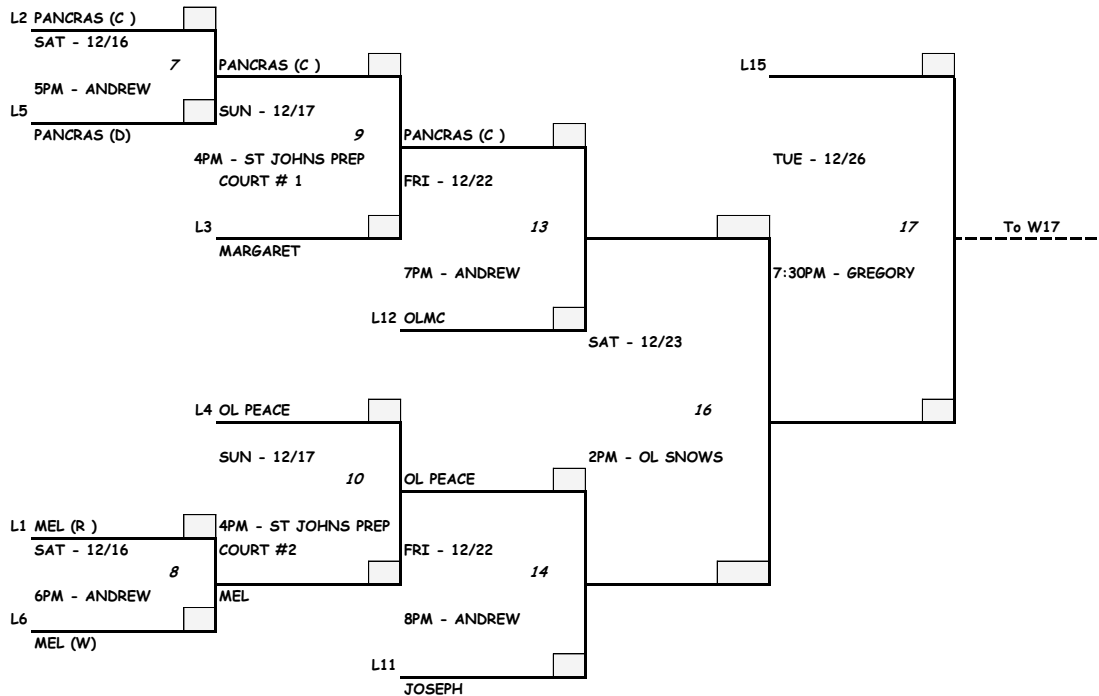 L2 PANCRAS (C )
SAT - 12/16
7
PANCRAS (C )
L15
5PM - ANDREW
L5
SUN - 12/17
PANCRAS (D)
9
PANCRAS (C )
4PM - ST JOHNS PREP
TUE - 12/26
COURT # 1
FRI - 12/22
L3
13
17
To W17
MARGARET
7PM - ANDREW
7:30PM - GREGORY
L12 OLMC
SAT - 12/23
L4 OL PEACE
16
SUN - 12/17
2PM - OL SNOWS
10
OL PEACE
L1 MEL (R )
4PM - ST JOHNS PREP
SAT - 12/16
COURT #2
FRI - 12/22
8
14
6PM - ANDREW
MEL
L6
8PM - ANDREW
MEL (W)
L11
JOSEPH